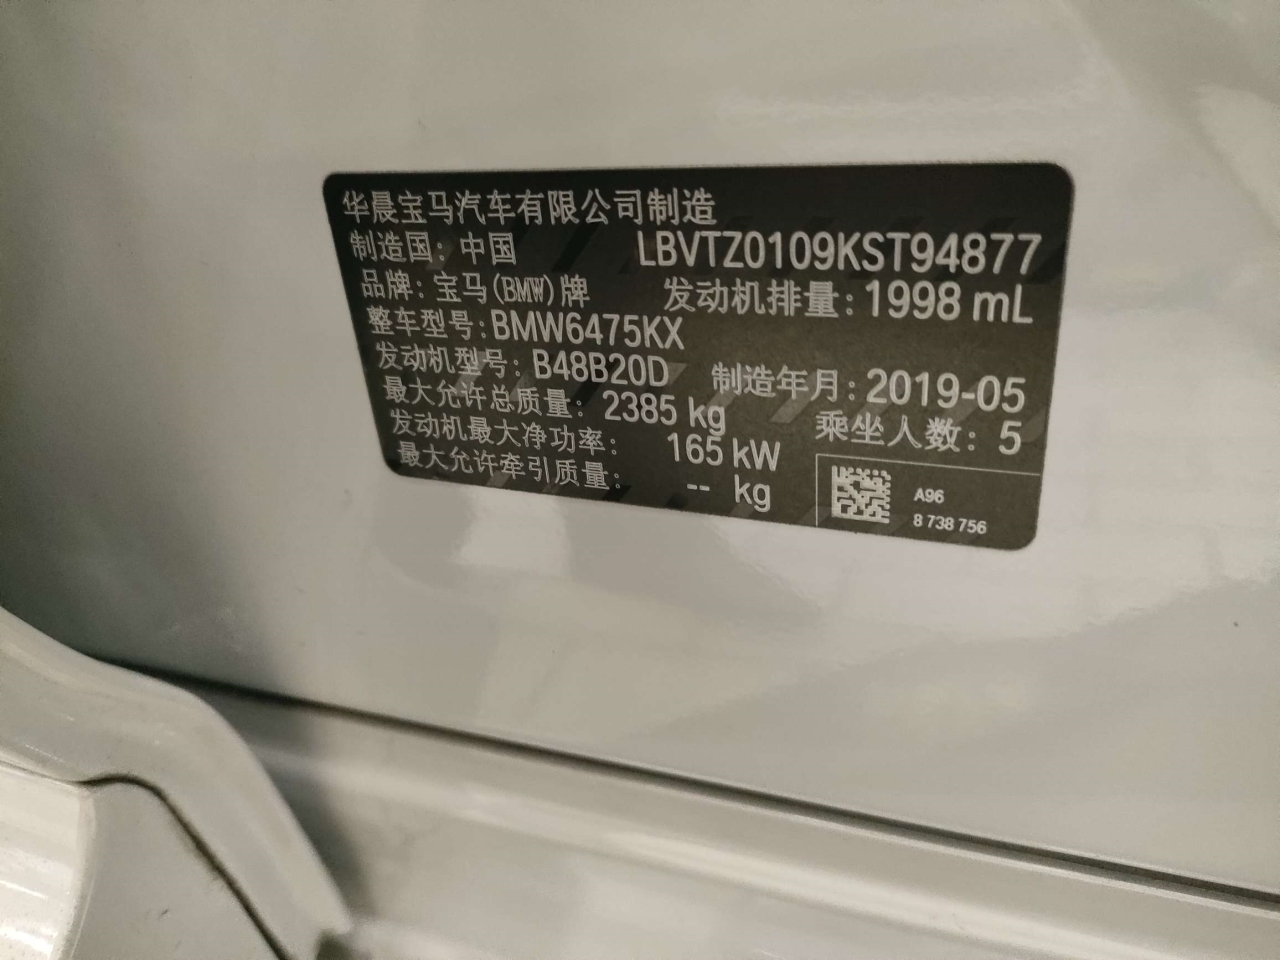 华晨宝马汽车有限公司制造
制造国：中国 LBVTZ0109KST94877
品牌：宝马(BMW)牌 发动机排量：1998 mL
整车型号：BMW6475KX
发动机型号：B48B20D 制造年月：2019-05
最大允许总质量：2385 kg 乘坐人数：5
发动机最大净功率：165 kW
最大允许牵引质量：-- kg
A96
8 738 756